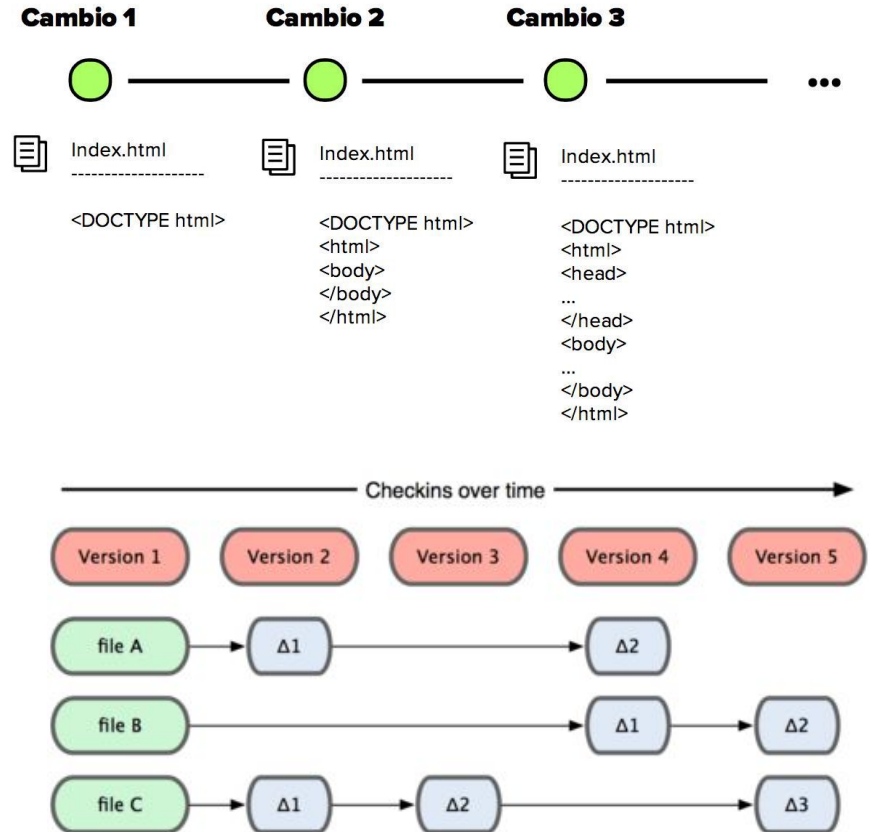 Cambio 1
Cambio 2
Cambio 3
...
Index.html
--------------------
<DOCTYPE html>
Index.html
--------------------
<DOCTYPE html>
<html>
<body>
</body>
</html>
Index.html
--------------------
<DOCTYPE html>
<html>
<head>
...
</head>
<body>
...
</body>
</html>
Checkins over time
Version 1
Version 2
Version 3
Version 4
Version 5
file A
Δ1
Δ2
file B
Δ1
Δ2
file C
Δ1
Δ2
Δ3